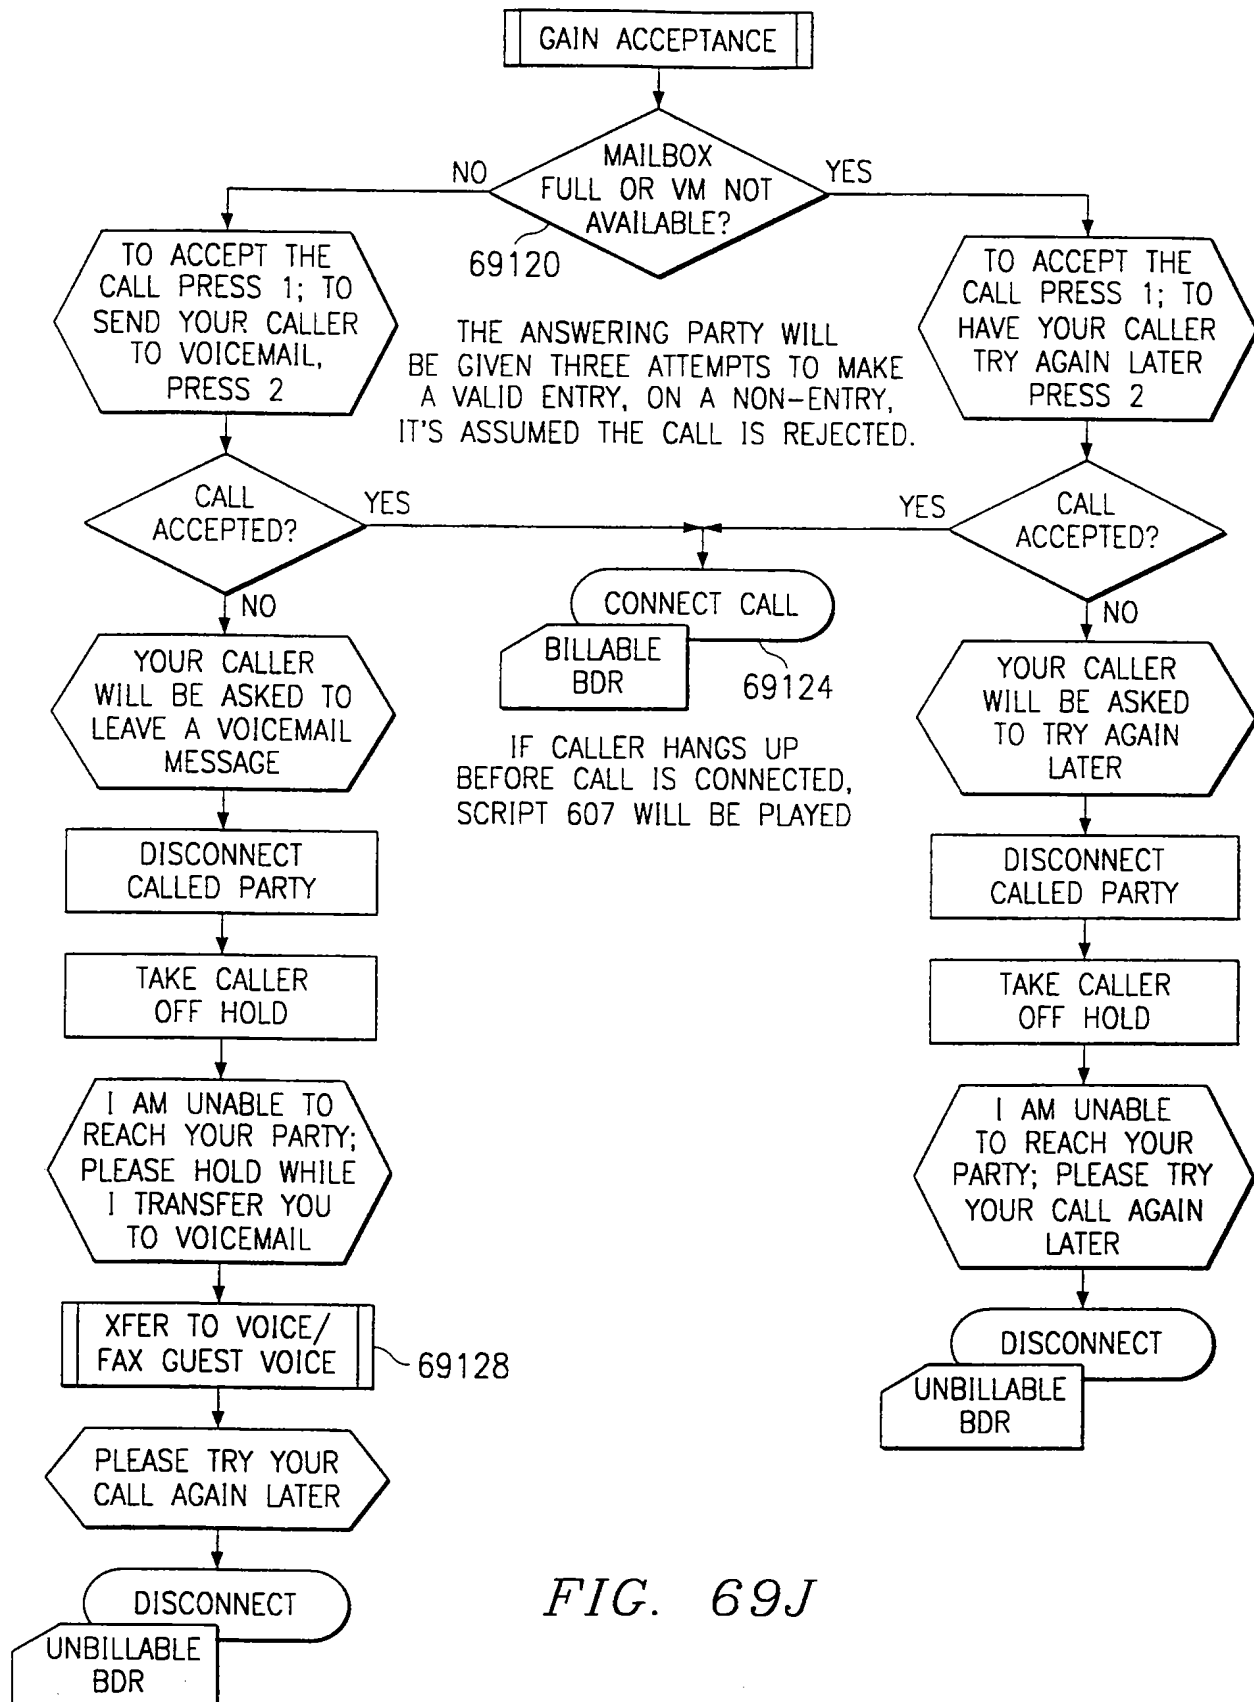 GAIN ACCEPTANCE
MAILBOX
FULL OR VM NOT
AVAILABLE?
NO
YES
69120
TO ACCEPT THE
CALL PRESS 1; TO
SEND YOUR CALLER
TO VOICEMAIL,
PRESS 2
THE ANSWERING PARTY WILL
BE GIVEN THREE ATTEMPTS TO MAKE
A VALID ENTRY, ON A NON-ENTRY,
IT'S ASSUMED THE CALL IS REJECTED.
TO ACCEPT THE
CALL PRESS 1; TO
HAVE YOUR CALLER
TRY AGAIN LATER
PRESS 2
CALL
ACCEPTED?
YES
YES
CALL
ACCEPTED?
NO
CONNECT CALL
BILLABLE
BDR
69124
NO
YOUR CALLER
WILL BE ASKED TO
LEAVE A VOICEMAIL
MESSAGE
IF CALLER HANGS UP
BEFORE CALL IS CONNECTED,
SCRIPT 607 WILL BE PLAYED
YOUR CALLER
WILL BE ASKED
TO TRY AGAIN
LATER
DISCONNECT
CALLED PARTY
DISCONNECT
CALLED PARTY
TAKE CALLER
OFF HOLD
TAKE CALLER
OFF HOLD
I AM UNABLE TO
REACH YOUR PARTY;
PLEASE HOLD WHILE
I TRANSFER YOU
TO VOICEMAIL
I AM UNABLE
TO REACH YOUR
PARTY; PLEASE TRY
YOUR CALL AGAIN
LATER
XFER TO VOICE/
FAX GUEST VOICE
69128
DISCONNECT
UNBILLABLE
BDR
PLEASE TRY YOUR
CALL AGAIN LATER
DISCONNECT
UNBILLABLE
BDR
FIG. 69J